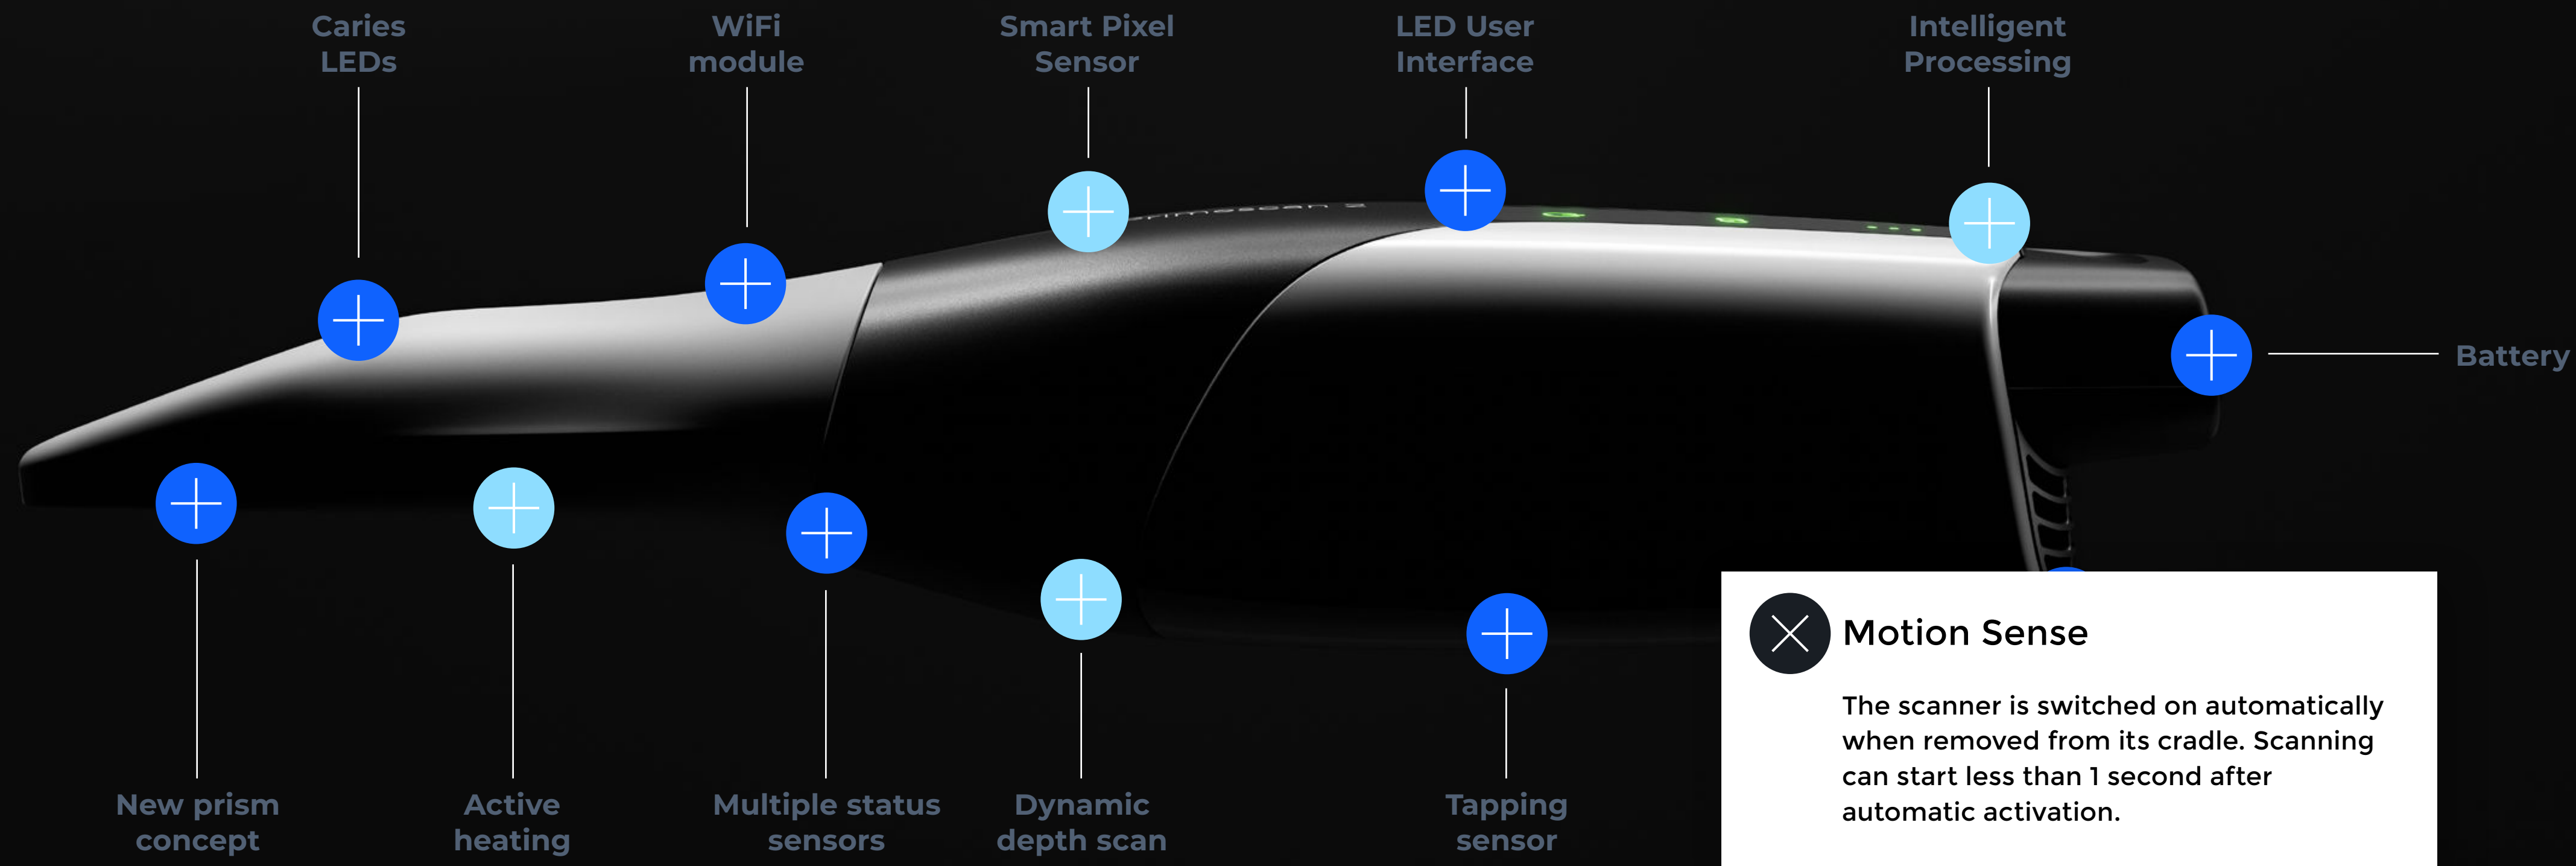 Caries
LEDs
WiFi
module
Smart Pixel
Sensor
LED User
Interface
Intelligent
Processing
primescan 2
Battery
New prism
concept
Active
heating
Multiple status
sensors
Dynamic
depth scan
Tapping
sensor
Motion Sense
The scanner is switched on automatically
when removed from its cradle. Scanning
can start less than 1 second after
automatic activation.